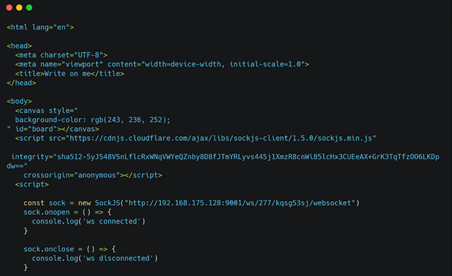 <html lang="en">
<head>
<meta charset="UTF-8">
<meta name="viewport" content="width=device-width, initial-scale=1.0">
<title>Write on me</title>
</head>
<body>
<canvas style="
background-color: rgb(243, 236, 252);
" id="board"></canvas>
<script src="https://cdnjs.cloudflare.com/ajax/libs/sockjs-client/1.5.0/sockjs.min.js"
integrity="sha512-5yJ548VSnLflcRxWNqVWYeQZnby8D8fJTmYRLyvs445j1XmzR8cnWi85lcHx3CUEeAX+GrK3TqTfzOO6LKDp
dw=="
crossorigin="anonymous"></script>
<script>
const sock = new SockJS("http://192.168.175.128:9001/ws/277/kqsg53sj/websocket")
sock.onopen = () => {
console.log('ws connected')
}
sock.onclose = () => {
console.log('ws disconnected')
}